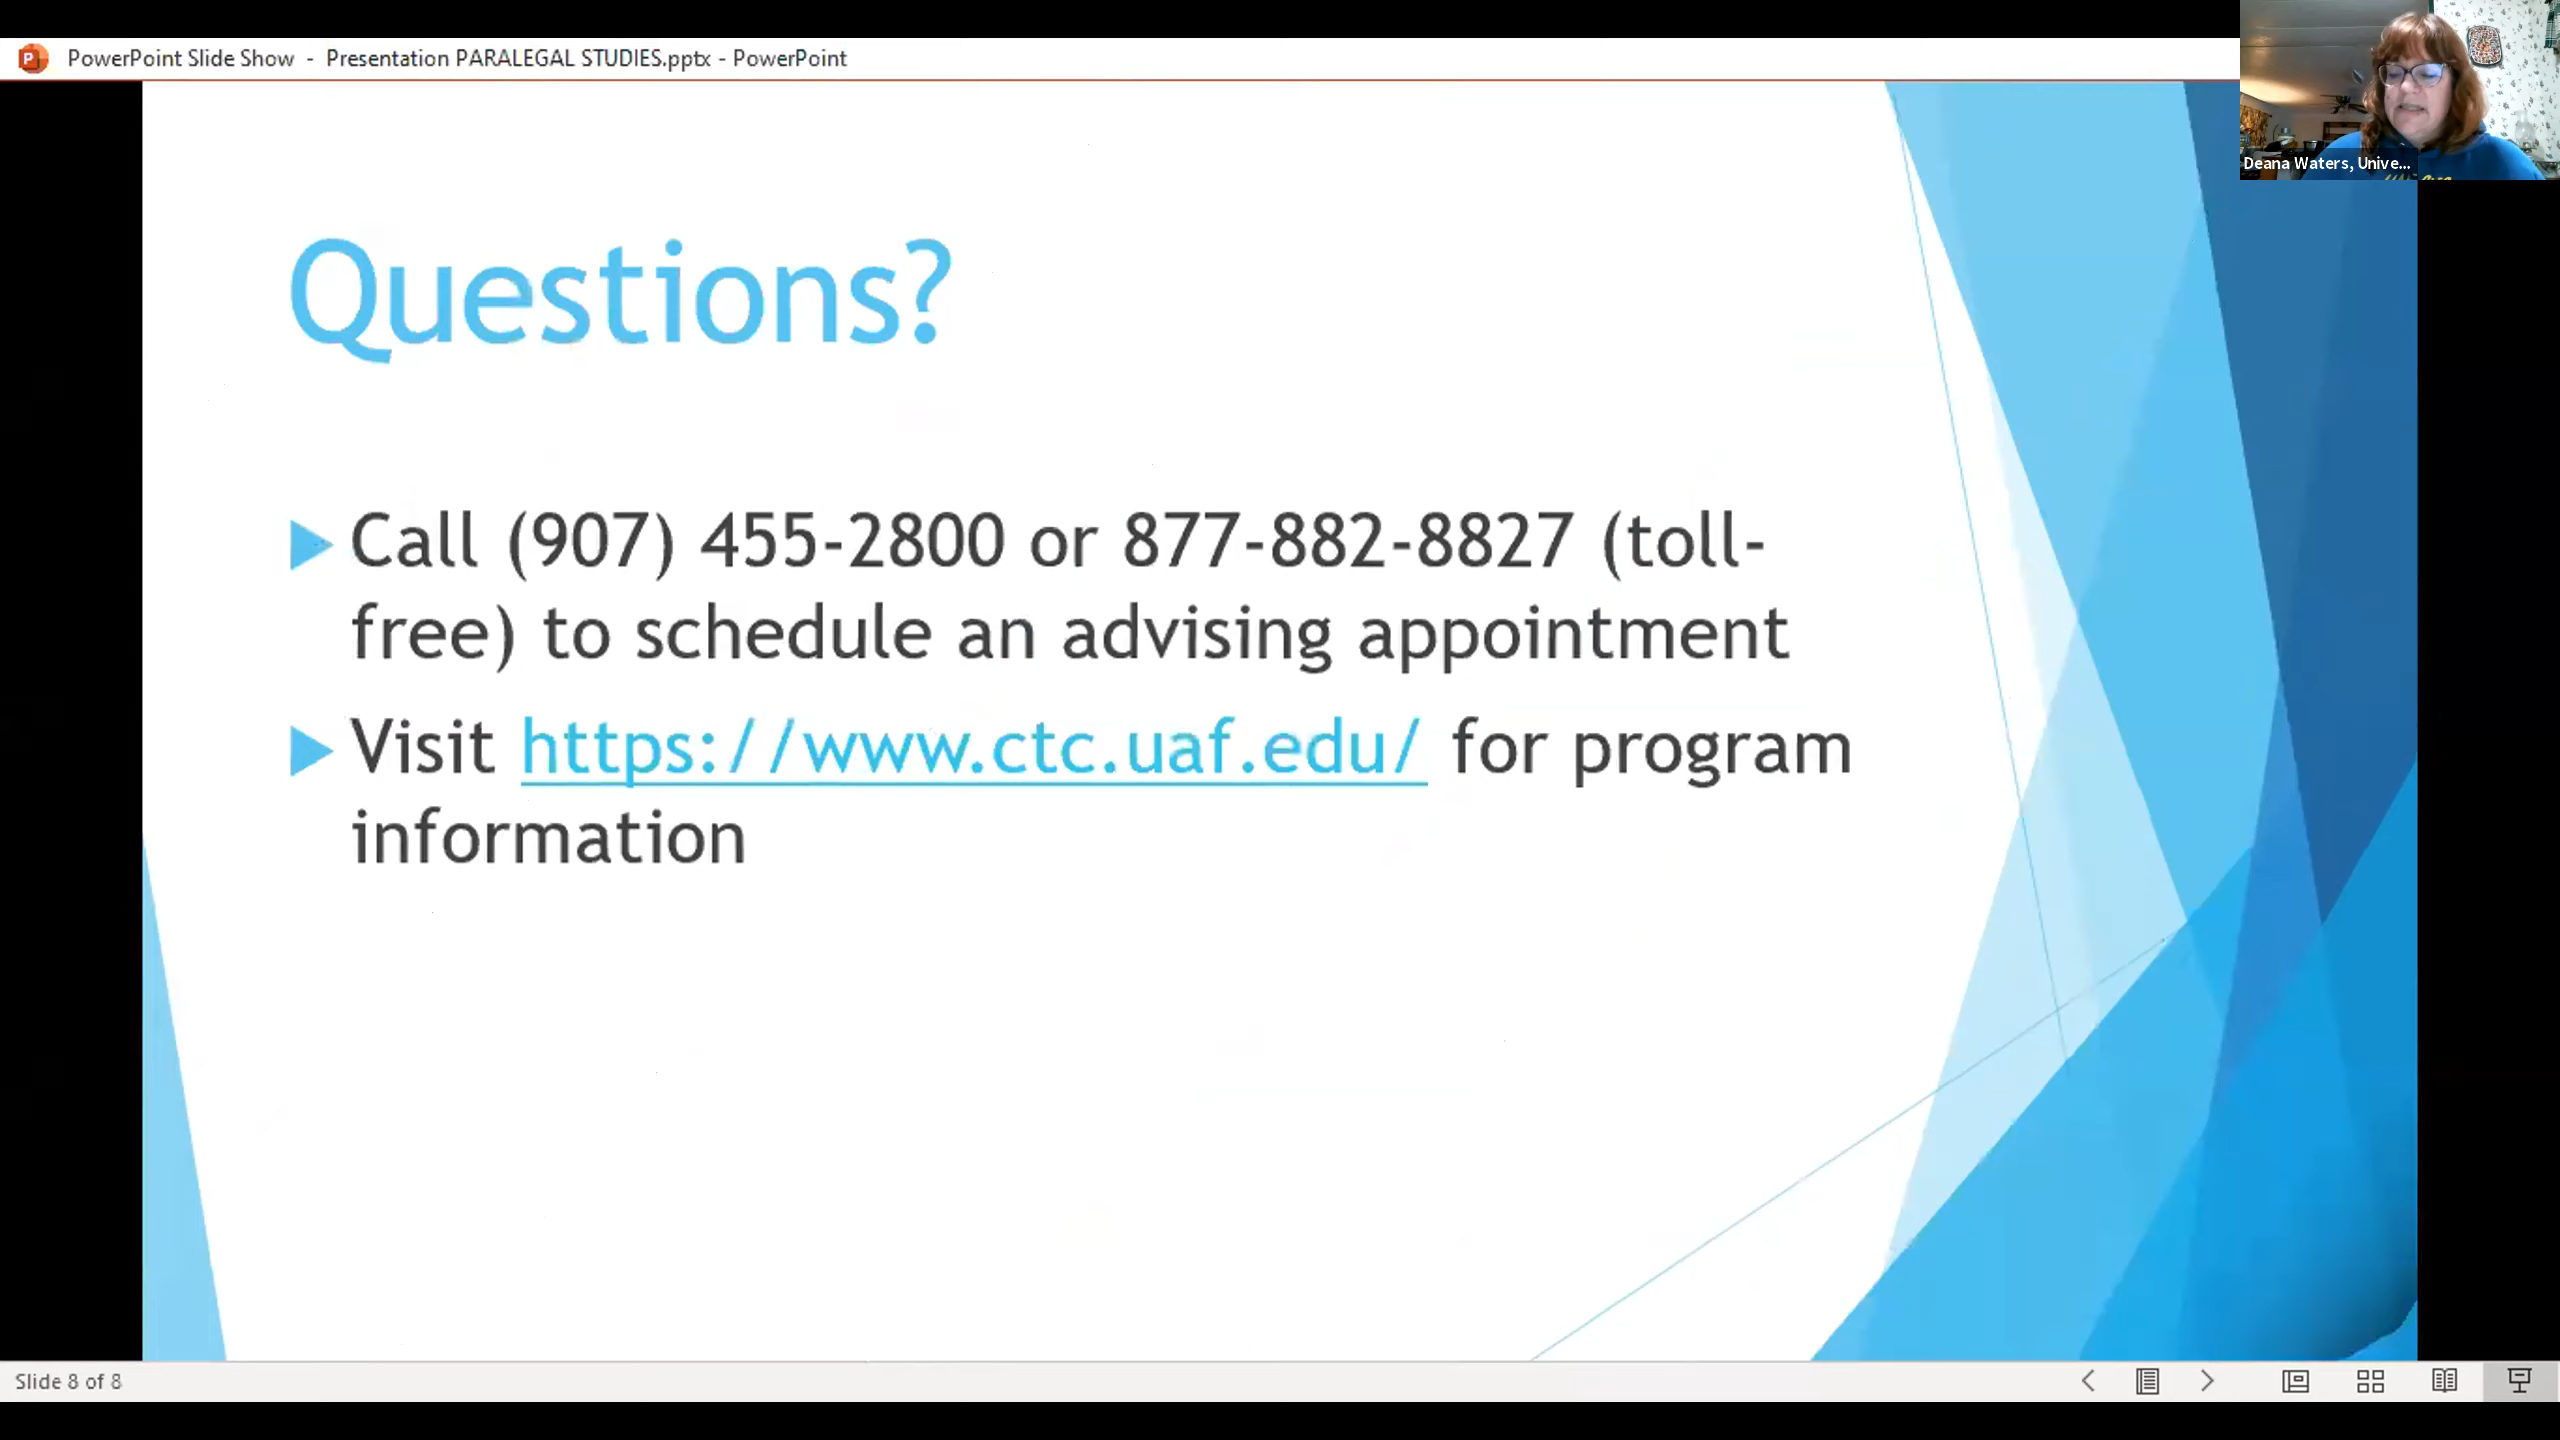 PowerPoint Slide Show - Presentation PARALEGAL STUDIES.pptx - PowerPoint
Deana Waters, Unive...
Questions?
Call (907) 455-2800 or 877-882-8827 (toll-
free) to schedule an advising appointment
Visit https://www.ctc.uaf.edu/ for program
information
Slide 8 of 8